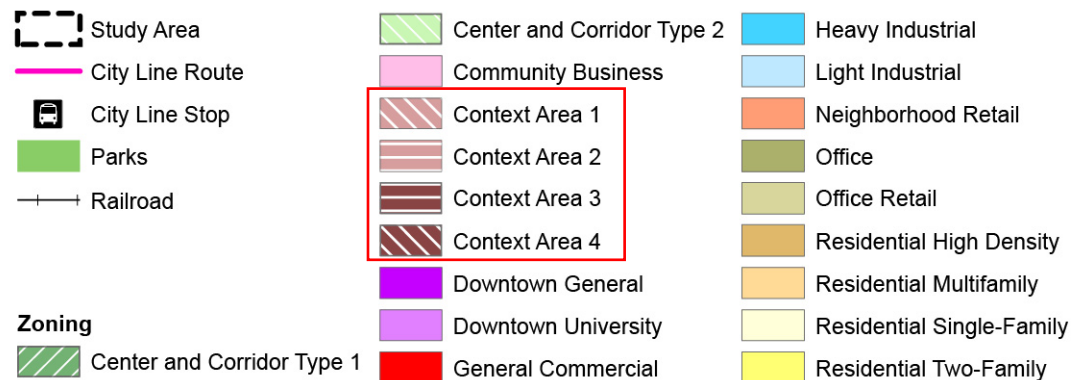 Study Area
City Line Route
City Line Stop
Parks
Railroad
Zoning
Center and Corridor Type 1
Center and Corridor Type 2
Community Business
Context Area 1
Context Area 2
Context Area 3
Context Area 4
Downtown General
Downtown University
General Commercial
Heavy Industrial
Light Industrial
Neighborhood Retail
Office
Office Retail
Residential High Density
Residential Multifamily
Residential Single-Family
Residential Two-Family